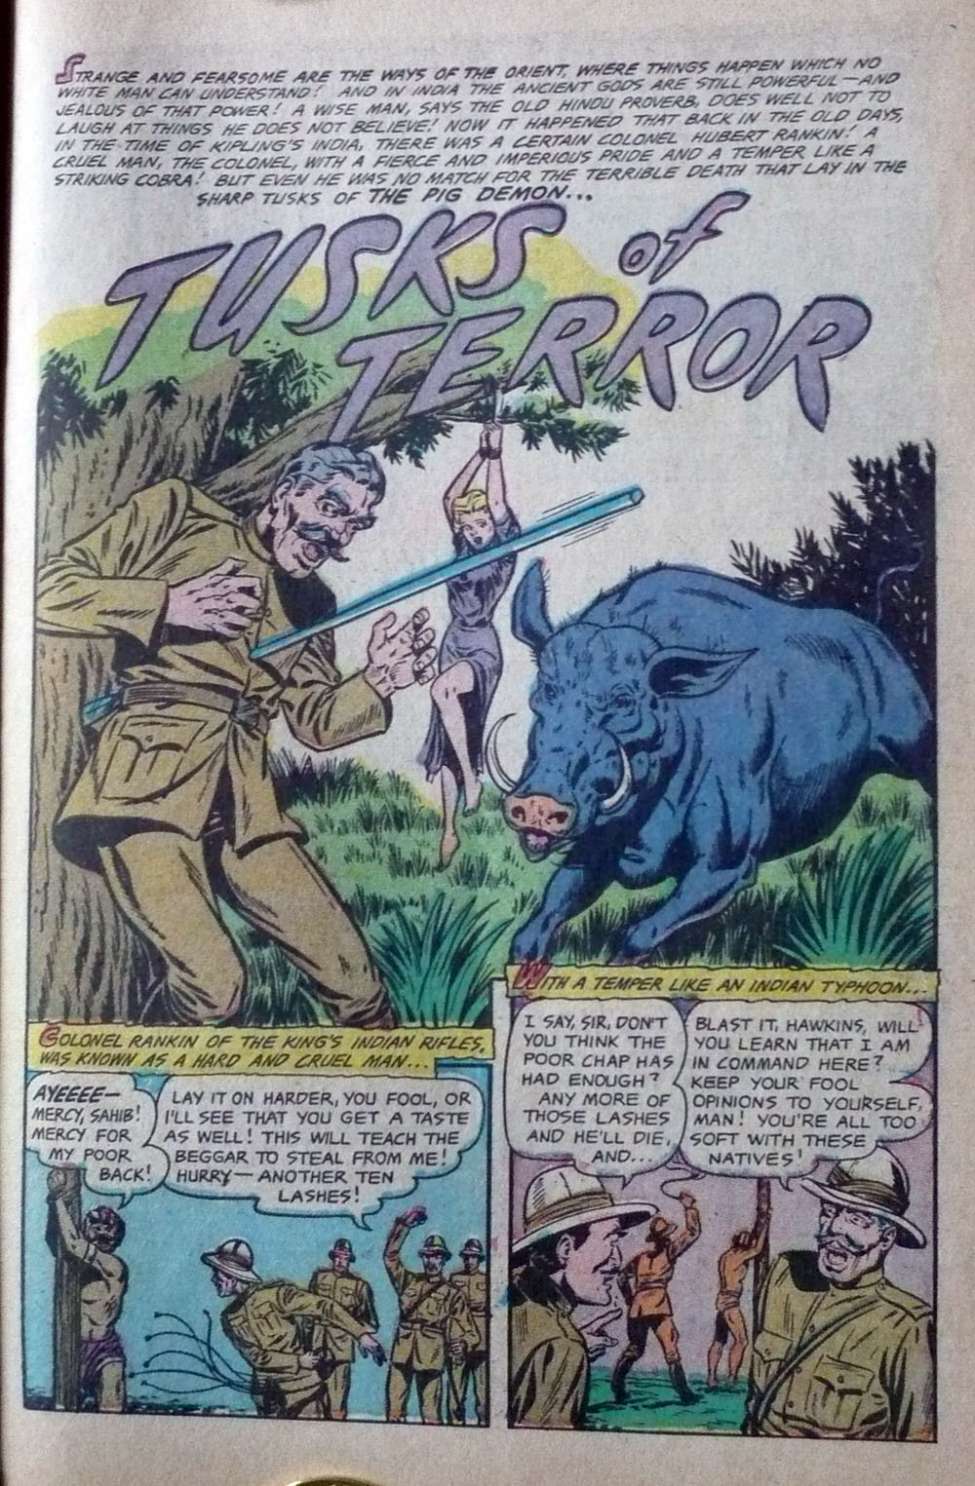 STRANGE AND FEARSOME ARE THE WAYS OF THE ORIENT, WHERE THINGS HAPPEN WHICH NO
WHITE MAN CAN UNDERSTAND! AND IN INDIA THE ANCIENT GODS ARE STILL POWERFUL—AND
JEALOUS OF THAT POWER! A WISE MAN, SAYS THE OLD HINDU PROVERB, DOES WELL NOT TO
LAUGH AT THINGS HE DOES NOT BELIEVE! NOW IT HAPPENED THAT BACK IN THE OLD DAYS,
IN THE TIME OF KIPLING'S INDIA, THERE WAS A CERTAIN COLONEL HUBERT RANKIN! A
CRUEL MAN, THE COLONEL, WITH A FIERCE AND IMPERIOUS PRIDE AND A TEMPER LIKE A
STRIKING COBRA! BUT EVEN HE WAS NO MATCH FOR THE TERRIBLE DEATH THAT LAY IN THE
SHARP TUSKS OF THE PIG DEMON...
TUSKS of
TERROR
COLONEL RANKIN OF THE KING'S INDIAN RIFLES,
WAS KNOWN AS A HARD AND CRUEL MAN...
AYEEEE—
MERCY, SAHIB!
MERCY FOR
MY POOR
BACK!
LAY IT ON HARDER, YOU FOOL, OR
I'LL SEE THAT YOU GET A TASTE
AS WELL! THIS WILL TEACH THE
BEGGAR TO STEAL FROM ME!
HURRY—ANOTHER TEN
LASHES!
WITH A TEMPER LIKE AN INDIAN TYPHOON...
I SAY, SIR, DON'T
YOU THINK THE
POOR CHAP HAS
HAD ENOUGH?
ANY MORE OF
THOSE LASHES
AND HE'LL DIE,
AND...
BLAST IT, HAWKINS, WILL
YOU LEARN THAT I AM
IN COMMAND HERE?
KEEP YOUR FOOL
OPINIONS TO YOURSELF,
MAN! YOU'RE ALL TOO
SOFT WITH THESE
NATIVES!